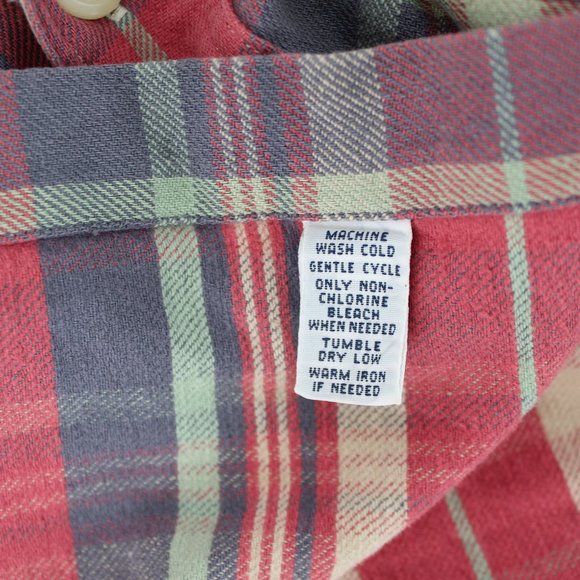 MACHINE
WASH COLD
GENTLE CYCLE
ONLY NON-
CHLORINE
BLEACH
WHEN NEEDED
TUMBLE
DRY LOW
WARM IRON
IF NEEDED